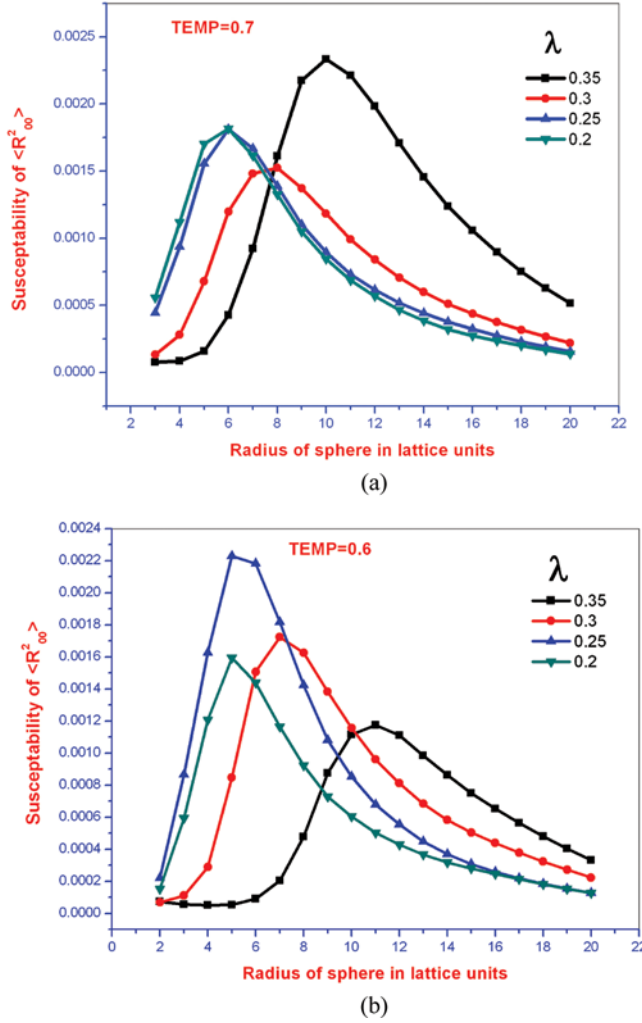 TEMP=0.7
λ
0.35
0.3
0.25
0.2
0.0025
0.0020
0.0015
0.0010
0.0005
0.0000
Susceptability of <R²₀₀>
2 4 6 8 10 12 14 16 18 20 22
Radius of sphere in lattice units
(a)
TEMP=0.6
λ
0.35
0.3
0.25
0.2
0.0024
0.0022
0.0020
0.0018
0.0016
0.0014
0.0012
0.0010
0.0008
0.0006
0.0004
0.0002
0.0000
Susceptability of <R²₀₀>
0 2 4 6 8 10 12 14 16 18 20 22
Radius of sphere in lattice units
(b)